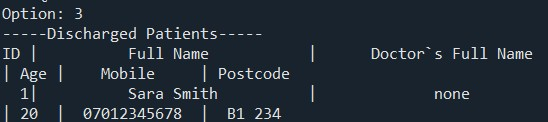 Option: 3
-----Discharged Patients-----
ID |            Full Name             |       Doctor`s Full Name
| Age |     Mobile      | Postcode
  1|            Sara Smith            |               none
| 20  |  07012345678  |  B1 234